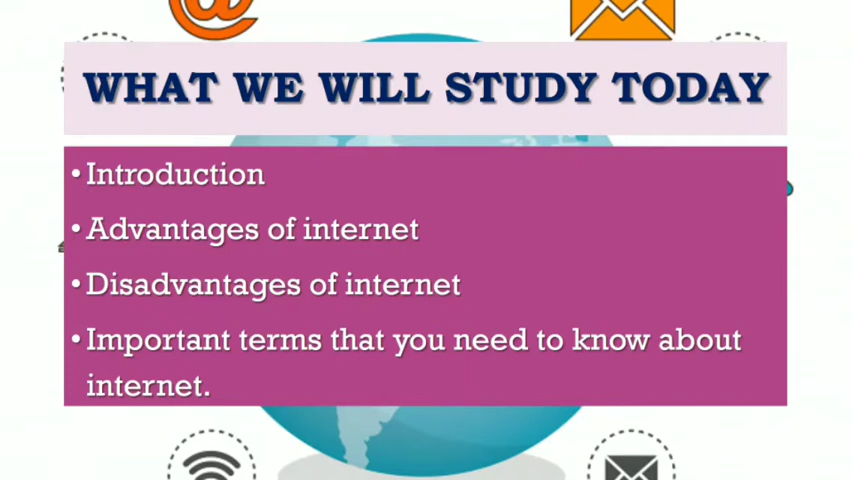 WHAT WE WILL STUDY TODAY
• Introduction
• Advantages of internet
• Disadvantages of internet
• Important terms that you need to know about
internet.